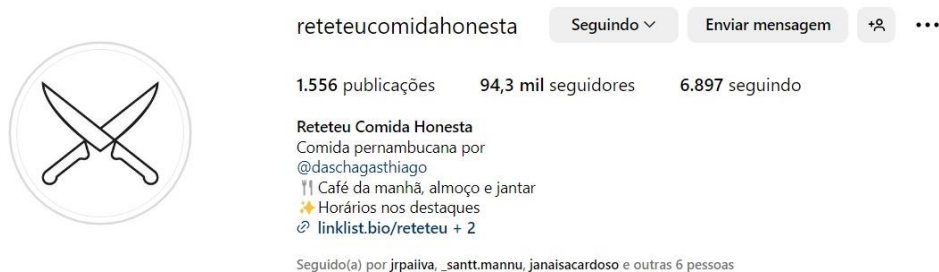 reteteucomidahonesta Seguindo Enviar mensagem
1.556 publicações 94,3 mil seguidores 6.897 seguindo
Reteteu Comida Honesta
Comida pernambucana por
@daschagasthiago
🍴 Café da manhã, almoço e jantar
✨ Horários nos destaques
linklist.bio/reteteu + 2
Seguido(a) por jrpaiiva, _santt.mannu, janaisacardoso e outras 6 pessoas